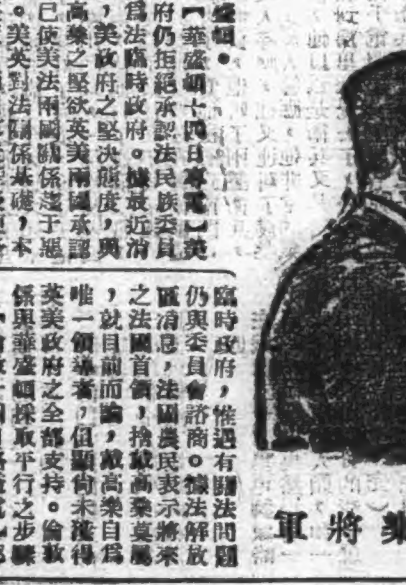 盛頓。
【華盛頓十四日專電】美
府仍拒絕承認法民族委員
爲法臨時政府。據最近消
，美政府之堅決態度，與
高樂之堅欲英美兩國承認
已使美法兩國關係瀕于惡
。美英對法關係基礎，本
樂將軍
臨時政府，惟遇有關法問題
仍與委員會諮商。據法解放
區消息，法國農民表示將來
之法國首領，捨戴高樂莫屬
，就目前而論，戴高樂自爲
唯一領導者，但顯尚未獲得
英美政府之全部支持。倫敦
係與華盛頓採取平行之步驟